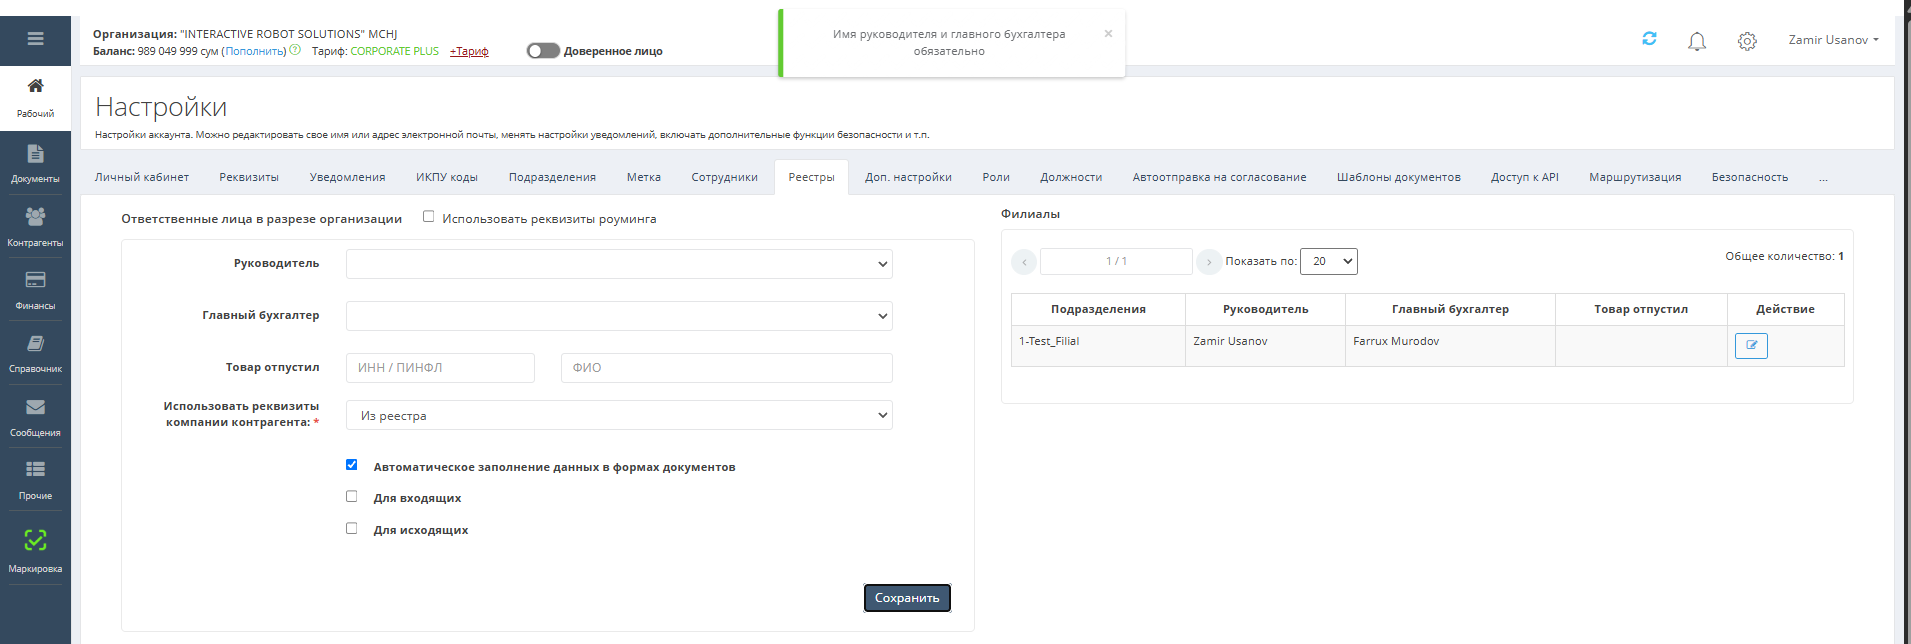 Организация: "INTERACTIVE ROBOT SOLUTIONS" MCHJ
Баланс: 989 049 999 сум (Пополнить) ? Тариф: CORPORATE PLUS +Тариф
Доверенное лицо
Имя руководителя и главного бухгалтера
обязательно
×
Zamir Usanov
Рабочий
Документы
Контрагенты
Финансы
Справочник
Сообщения
Прочие
Маркировка
Настройки
Настройки аккаунта. Можно редактировать свое имя или адрес электронной почты, менять настройки уведомлений, включать дополнительные функции безопасности и т.п.
Личный кабинет Реквизиты Уведомления ИКПУ коды Подразделения Метка Сотрудники Реестры Доп. настройки Роли Должности Автоотправка на согласование Шаблоны документов Доступ к API Маршрутизация Безопасность ...
Ответственные лица в разрезе организации Использовать реквизиты роуминга
Руководитель
Главный бухгалтер
Товар отпустил ИНН / ПИНФЛ ФИО
Использовать реквизиты
компании контрагента: * Из реестра
Автоматическое заполнение данных в формах документов
Для входящих
Для исходящих
Сохранить
Филиалы
‹ 1 / 1 › Показать по: 20 Общее количество: 1
Подразделения Руководитель Главный бухгалтер Товар отпустил Действие
1-Test_Filial Zamir Usanov Farrux Murodov